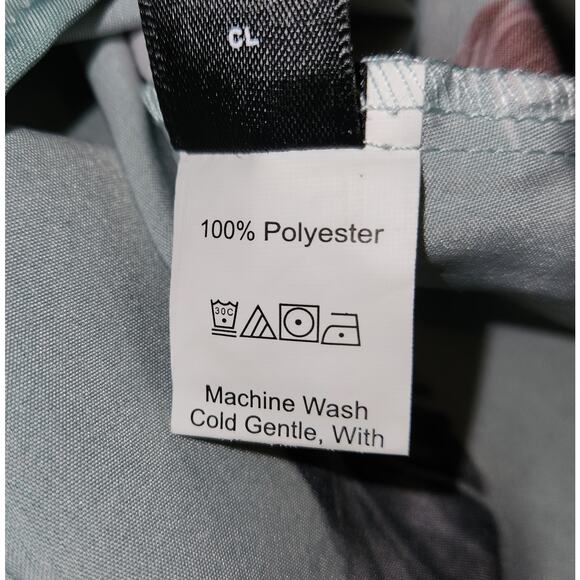 CL
100% Polyester
30C
Machine Wash
Cold Gentle, With